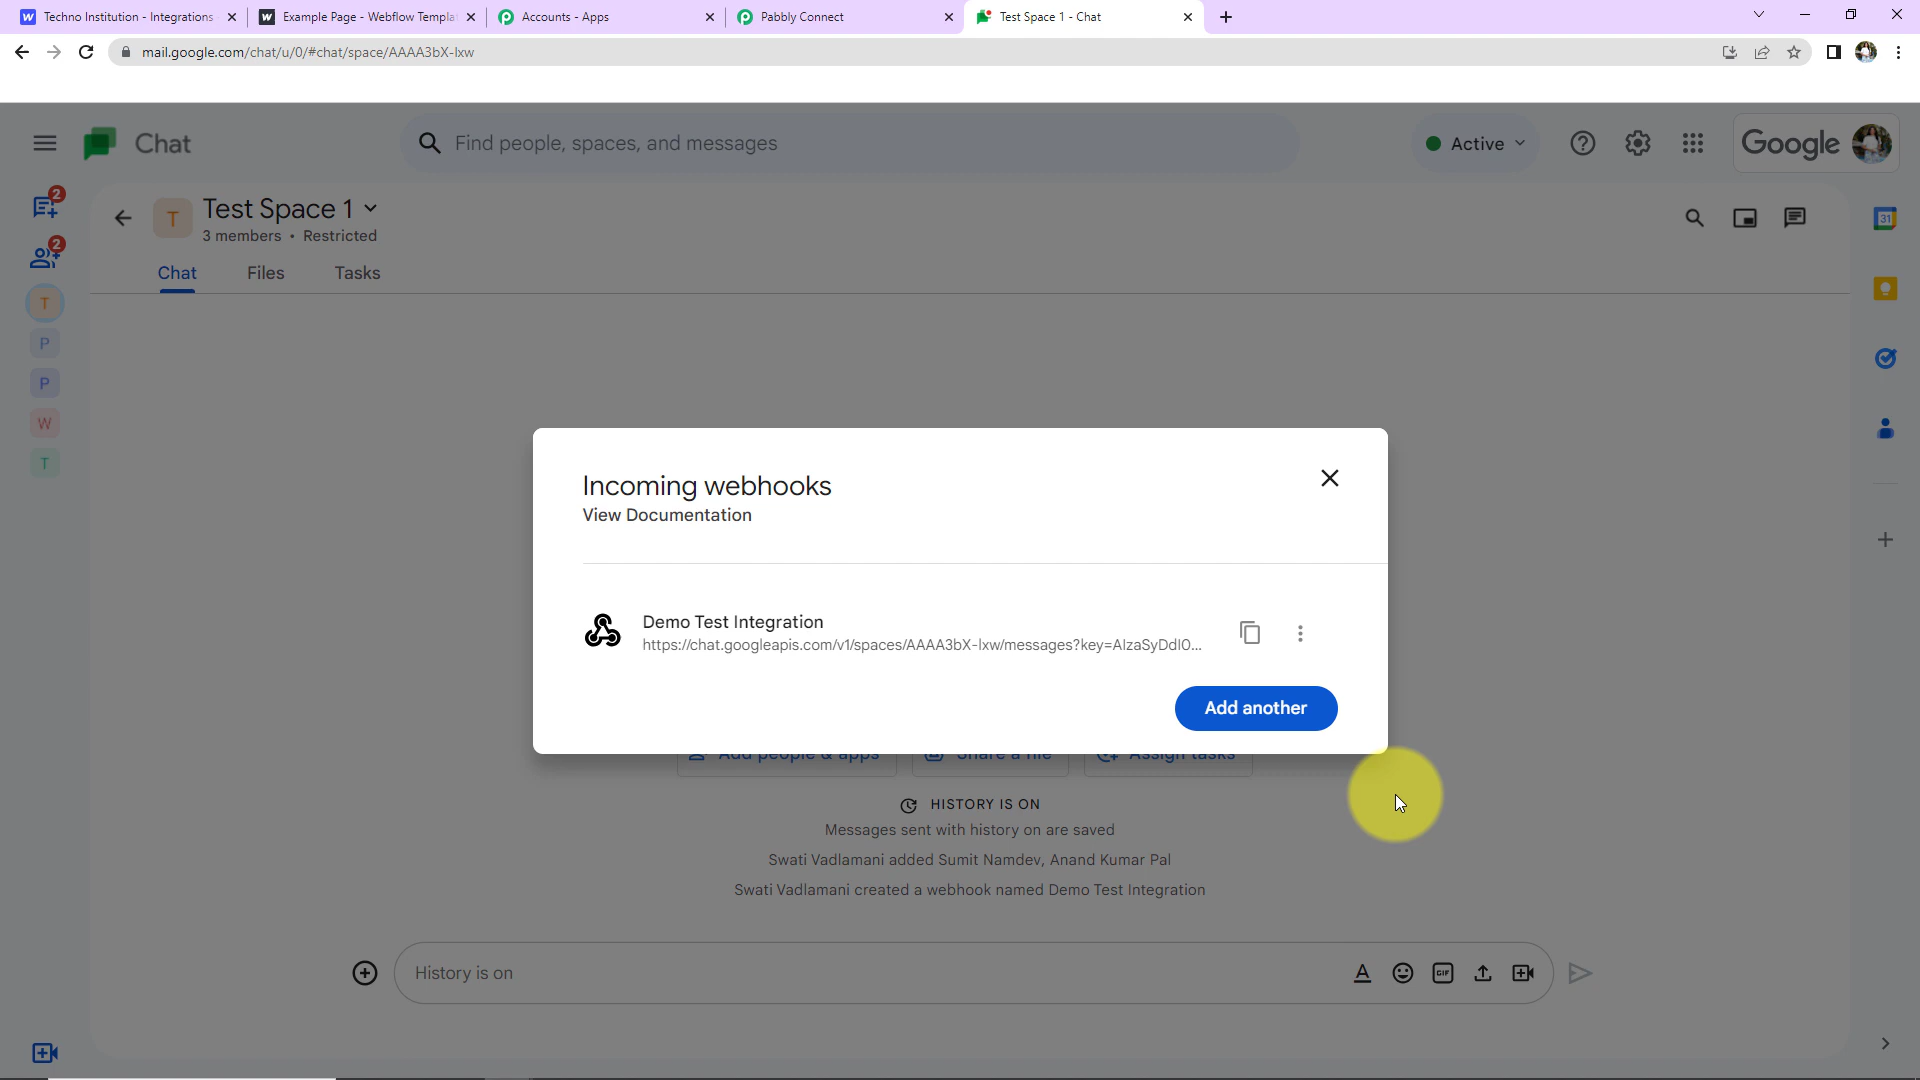 Techno Institution - Integrations
Example Page - Webflow Templa
Accounts - Apps
Pabbly Connect
Test Space 1 - Chat
mail.google.com/chat/u/0/#chat/space/AAAA3bX-lxw
Chat
Find people, spaces, and messages
Active
Google
2
2
T
P
P
W
T
31
T
Test Space 1
3 members • Restricted
Chat
Files
Tasks
Incoming webhooks
View Documentation
Demo Test Integration
https://chat.googleapis.com/v1/spaces/AAAA3bX-lxw/messages?key=AIzaSyDdI0...
Add another
Add people & apps
Share a file
Assign tasks
HISTORY IS ON
Messages sent with history on are saved
Swati Vadlamani added Sumit Namdev, Anand Kumar Pal
Swati Vadlamani created a webhook named Demo Test Integration
History is on
GIF